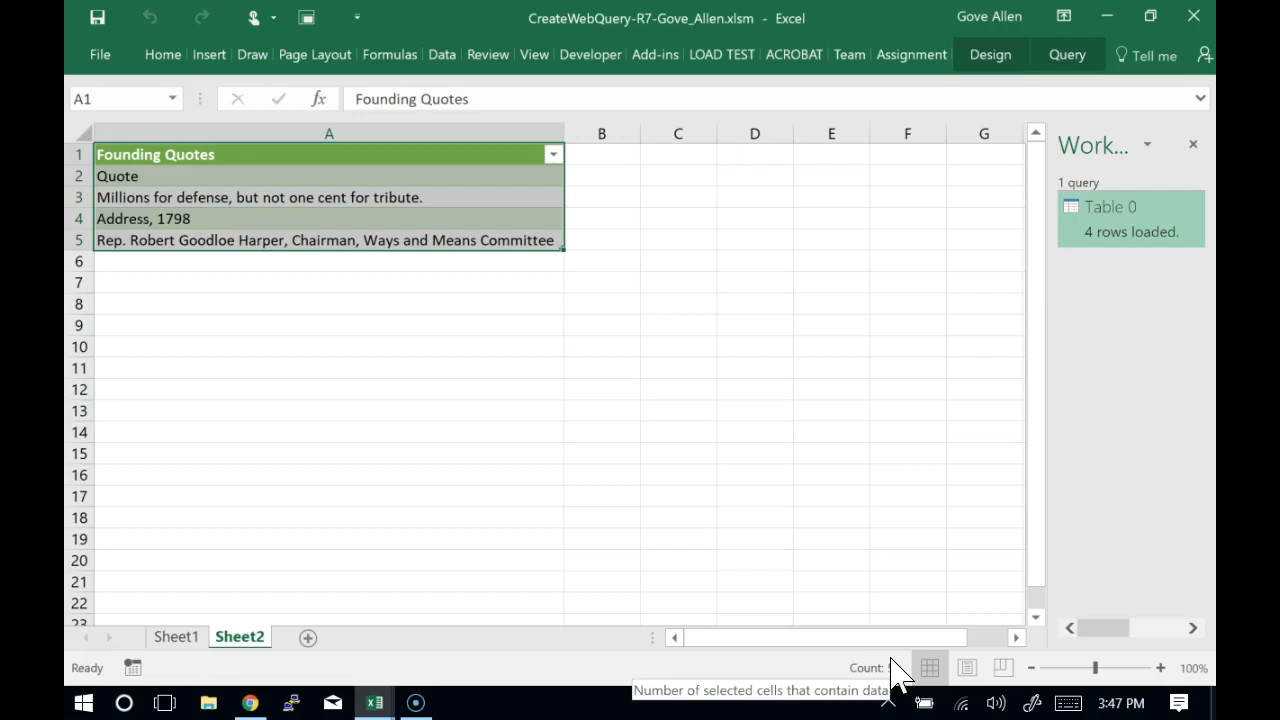 CreateWebQuery-R7-Gove_Allen.xlsm - Excel
Gove Allen
File Home Insert Draw Page Layout Formulas Data Review View Developer Add-ins LOAD TEST ACROBAT Team Assignment Design Query Tell me
A1 fx Founding Quotes
A B C D E F G
Work...
1 query
Table 0
4 rows loaded.
1 Founding Quotes
2 Quote
3 Millions for defense, but not one cent for tribute.
4 Address, 1798
5 Rep. Robert Goodloe Harper, Chairman, Ways and Means Committee
6
7
8
9
10
11
12
13
14
15
16
17
18
19
20
21
22
23
Sheet1 Sheet2
Ready Count: 100%
Number of selected cells that contain data
3:47 PM